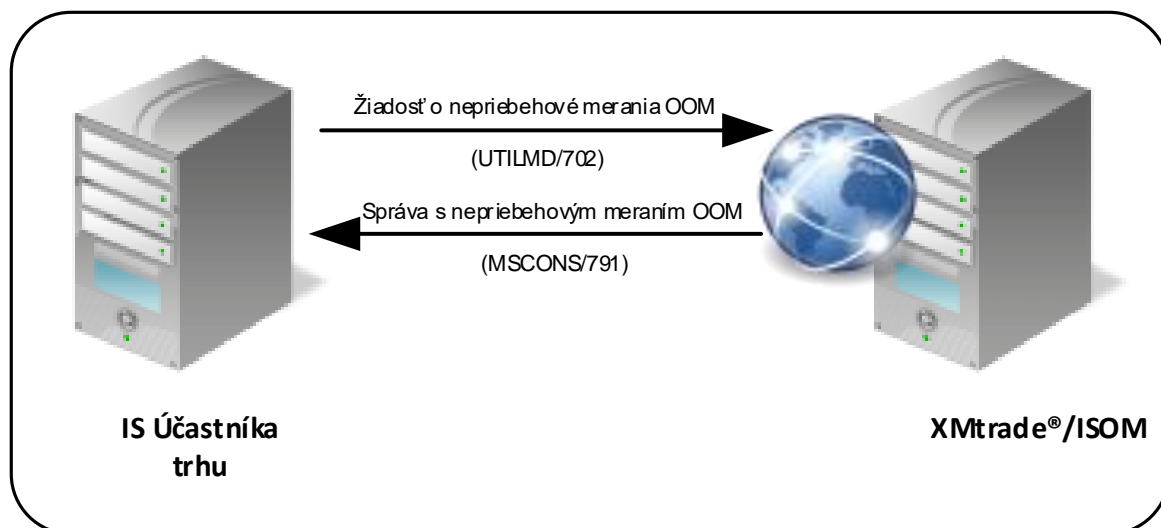 Žiadosť o nepriebehové merania OOM
(UTILMD/702)
Správa s nepriebehovým meraním OOM
(MSCONS/791)
IS Účastníka
trhu
XMtrade®/ISOM